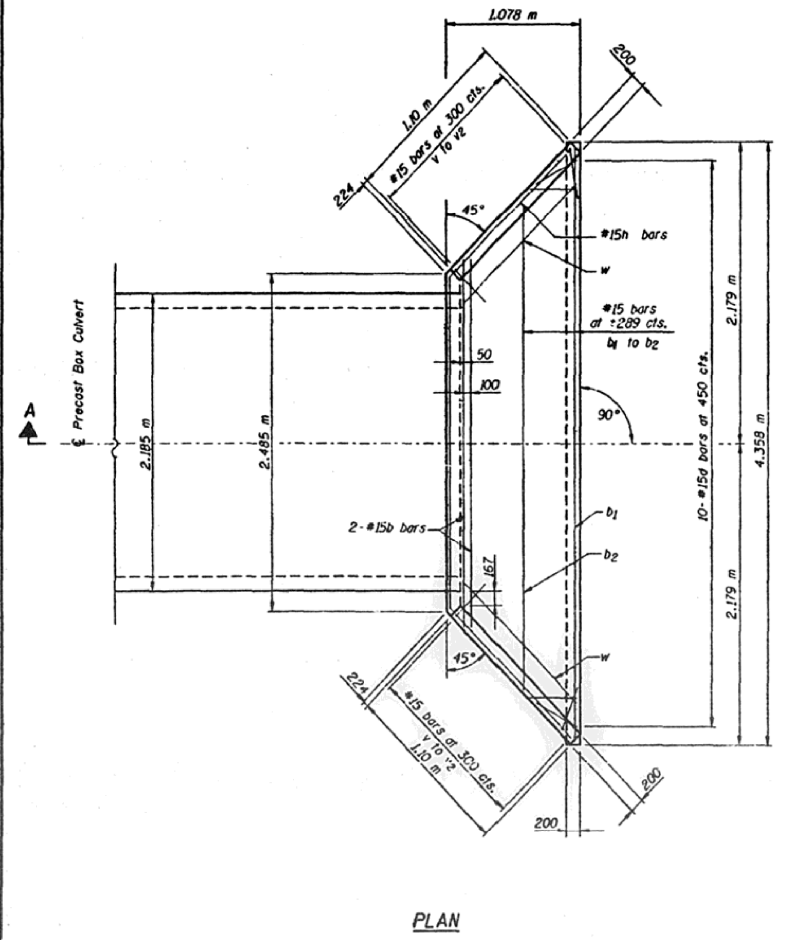 1.078 m
200
1.10 m
#15 bars at 300 cts.
v to v2
224
45°
#15h bars
w
#15 bars
at ±289 cts.
b1 to b2
50
100
90°
A
℄ Precast Box Culvert
2.185 m
2.485 m
10-#15d bars at 450 cts.
2.179 m
4.358 m
2.179 m
2-#15b bars
b1
b2
167
w
45°
224
#15 bars at 300 cts.
v to v2
1.10 m
200
200
PLAN